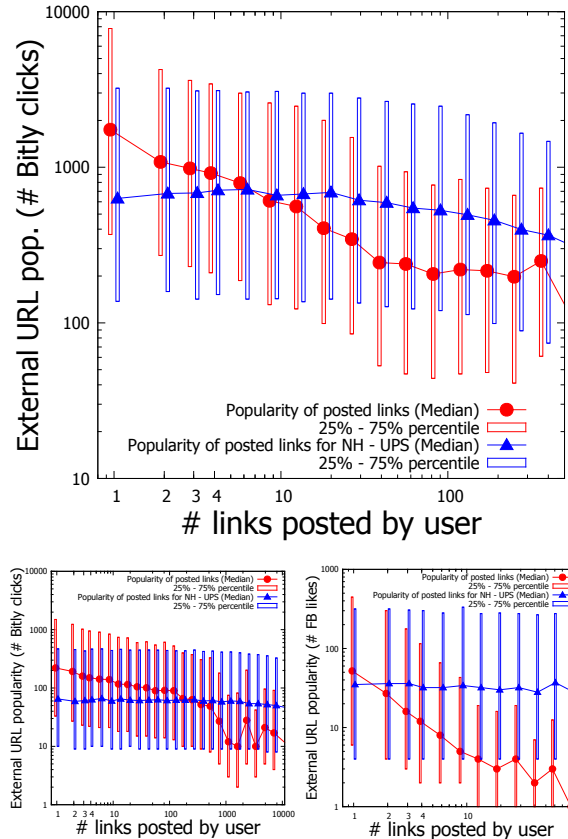 10000
1000
100
10
External URL pop. (# Bitly clicks)
Popularity of posted links (Median)
25% - 75% percentile
Popularity of posted links for NH - UPS (Median)
25% - 75% percentile
1 2 3 4 10 100
# links posted by user
10000
1000
100
10
1
External URL popularity (# Bitly clicks)
Popularity of posted links (Median)
25% - 75% percentile
Popularity of posted links for NH - UPS (Median)
25% - 75% percentile
1 2 3 4 10 100 1000 10000
# links posted by user
1000
100
10
1
External URL popularity (# FB likes)
Popularity of posted links (Median)
25% - 75% percentile
Popularity of posted links for NH - UPS (Median)
25% - 75% percentile
1 2 3 4 10
# links posted by user